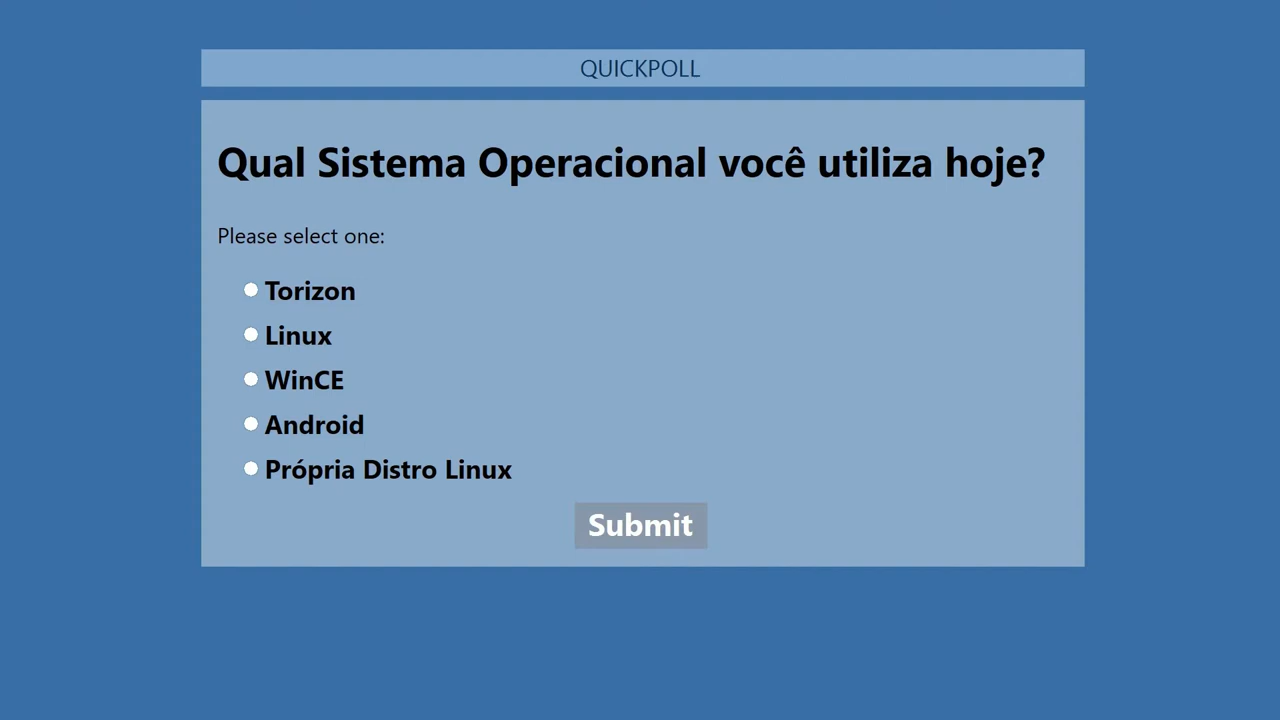 QUICKPOLL
Qual Sistema Operacional você utiliza hoje?
Please select one:
Torizon
Linux
WinCE
Android
Própria Distro Linux
Submit